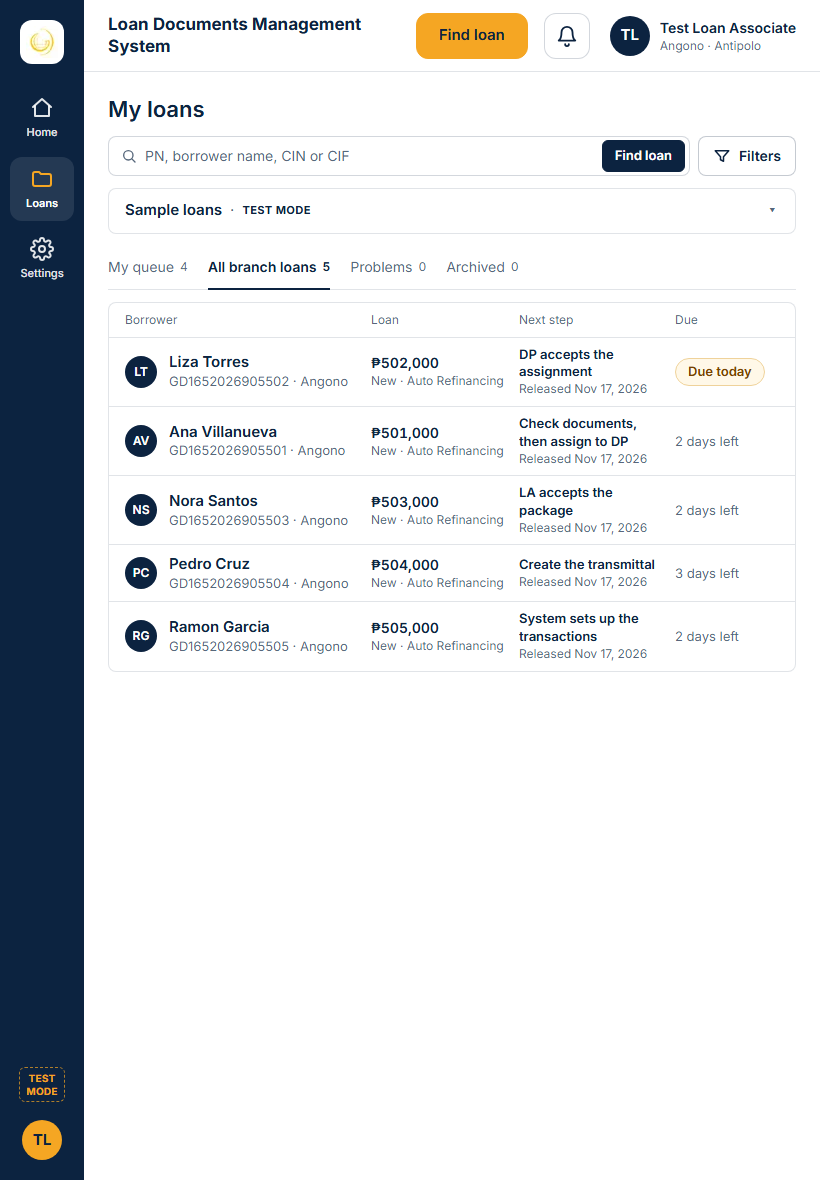 Loan Documents Management
System
Find loan
TL
Test Loan Associate
Angono · Antipolo
Home
Loans
Settings
TEST
MODE
TL
My loans
PN, borrower name, CIN or CIF
Find loan
Filters
Sample loans · TEST MODE
My queue 4
All branch loans 5
Problems 0
Archived 0
Borrower
Loan
Next step
Due
LT
Liza Torres
GD1652026905502 · Angono
₱502,000
New · Auto Refinancing
DP accepts the
assignment
Released Nov 17, 2026
Due today
AV
Ana Villanueva
GD1652026905501 · Angono
₱501,000
New · Auto Refinancing
Check documents,
then assign to DP
Released Nov 17, 2026
2 days left
NS
Nora Santos
GD1652026905503 · Angono
₱503,000
New · Auto Refinancing
LA accepts the
package
Released Nov 17, 2026
2 days left
PC
Pedro Cruz
GD1652026905504 · Angono
₱504,000
New · Auto Refinancing
Create the transmittal
Released Nov 17, 2026
3 days left
RG
Ramon Garcia
GD1652026905505 · Angono
₱505,000
New · Auto Refinancing
System sets up the
transactions
Released Nov 17, 2026
2 days left